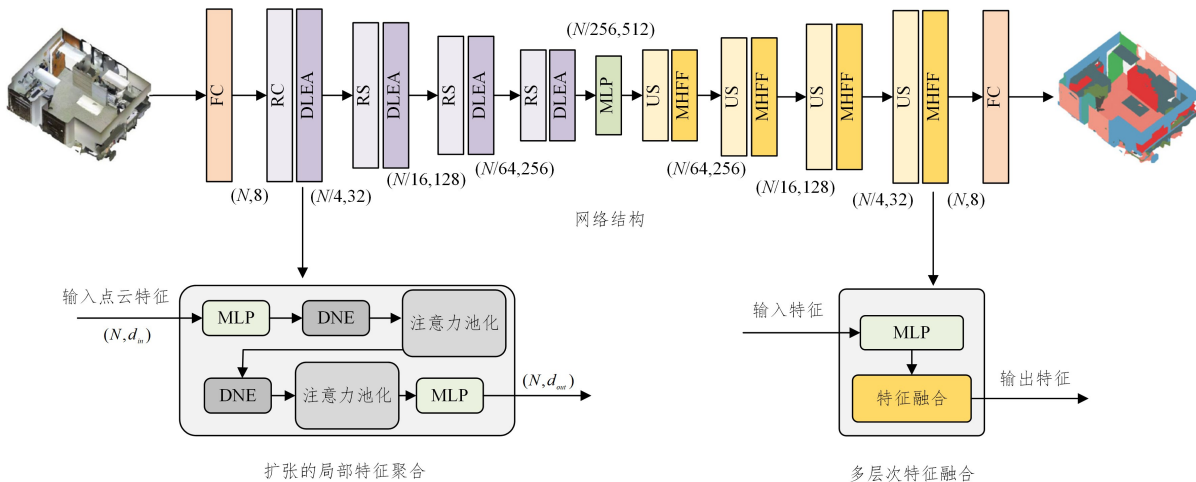 (N/256,512)
FC
RC
DLEA
RS
DLEA
RS
DLEA
RS
DLEA
MLP
US
MHFF
US
MHFF
US
MHFF
US
MHFF
FC
(N,8)
(N/4,32)
(N/16,128)
(N/64,256)
(N/64,256)
(N/16,128)
(N/4,32)
(N,8)
网络结构
输入点云特征
(N,d_in)
MLP
DNE
注意力池化
DNE
注意力池化
MLP
(N,d_out)
扩张的局部特征聚合
输入特征
MLP
特征融合
输出特征
多层次特征融合